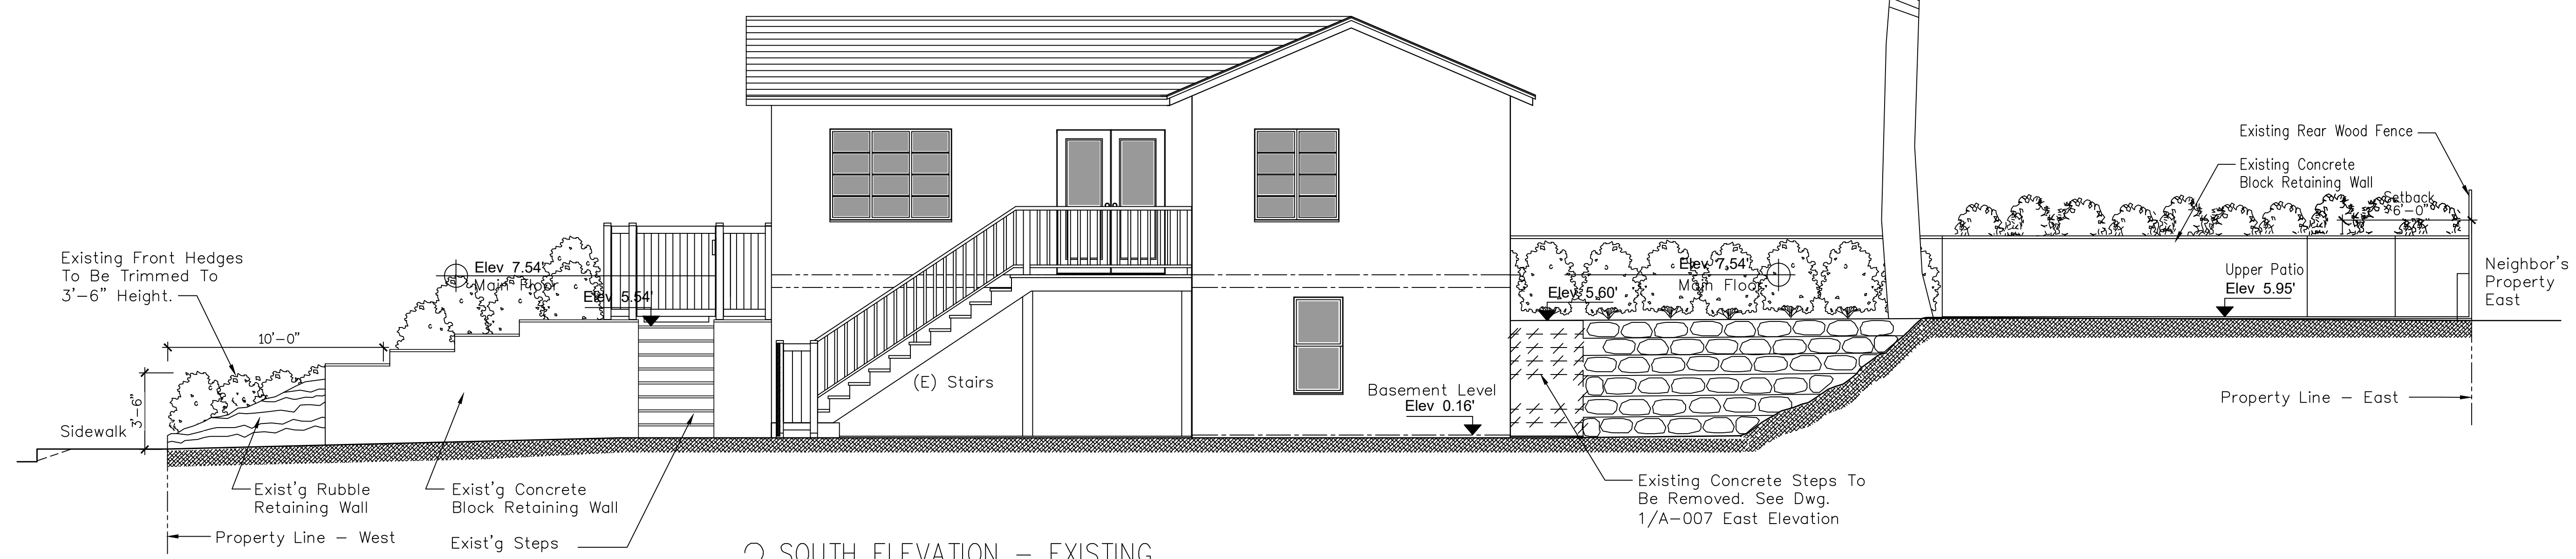 Existing Rear Wood Fence
Existing Concrete
Block Retaining Wall
Setback
6'-0"
Existing Front Hedges
To Be Trimmed To
3'-6" Height.
Elev 7.54'
Main Floor
Elev 5.54'
Elev 7.54'
Main Floor
Elev 5.60'
Upper Patio
Elev 5.95'
Neighbor's
Property
East
10'-0"
3'-6"
Sidewalk
(E) Stairs
Basement Level
Elev 0.16'
Property Line - East
Exist'g Rubble
Retaining Wall
Exist'g Concrete
Block Retaining Wall
Existing Concrete Steps To
Be Removed. See Dwg.
1/A-007 East Elevation
Property Line - West
Exist'g Steps
SOUTH ELEVATION - EXISTING